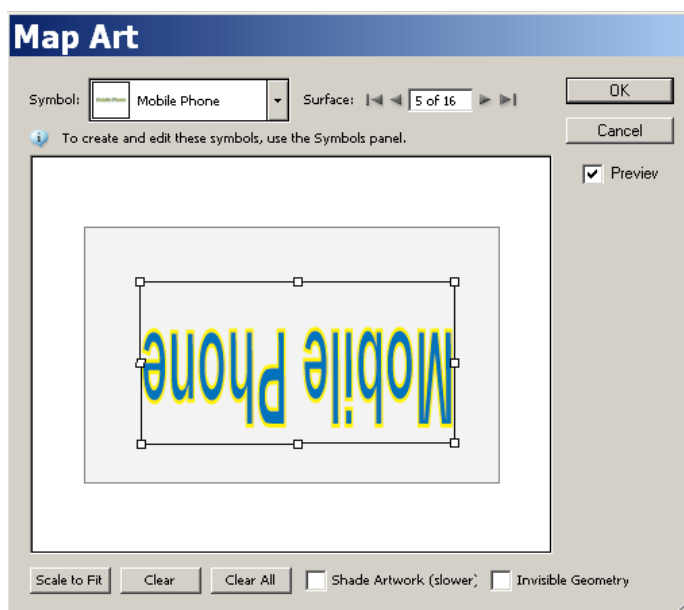 Map Art
Symbol: Mobile Phone Surface: 5 of 16 OK
To create and edit these symbols, use the Symbols panel. Cancel
Preview
Mobile Phone
Scale to Fit Clear Clear All Shade Artwork (slower) Invisible Geometry